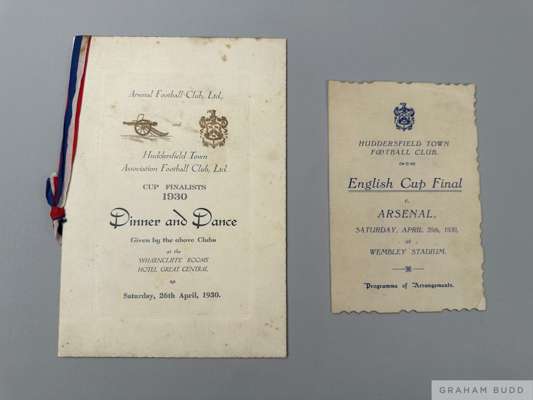 Arsenal Football Club, Ltd.
and
Huddersfield Town
Association Football Club, Ltd.
CUP FINALISTS
1930
Dinner and Dance
Given by the above Clubs
at the
WHARNCLIFFE ROOMS
HOTEL GREAT CENTRAL
on
Saturday, 26th April, 1930.
HUDDERSFIELD TOWN
FOOTBALL CLUB.
English Cup Final
v.
ARSENAL,
SATURDAY, APRIL 26th, 1930,
at
WEMBLEY STADIUM.
Programme of Arrangements.
GRAHAM BUDD